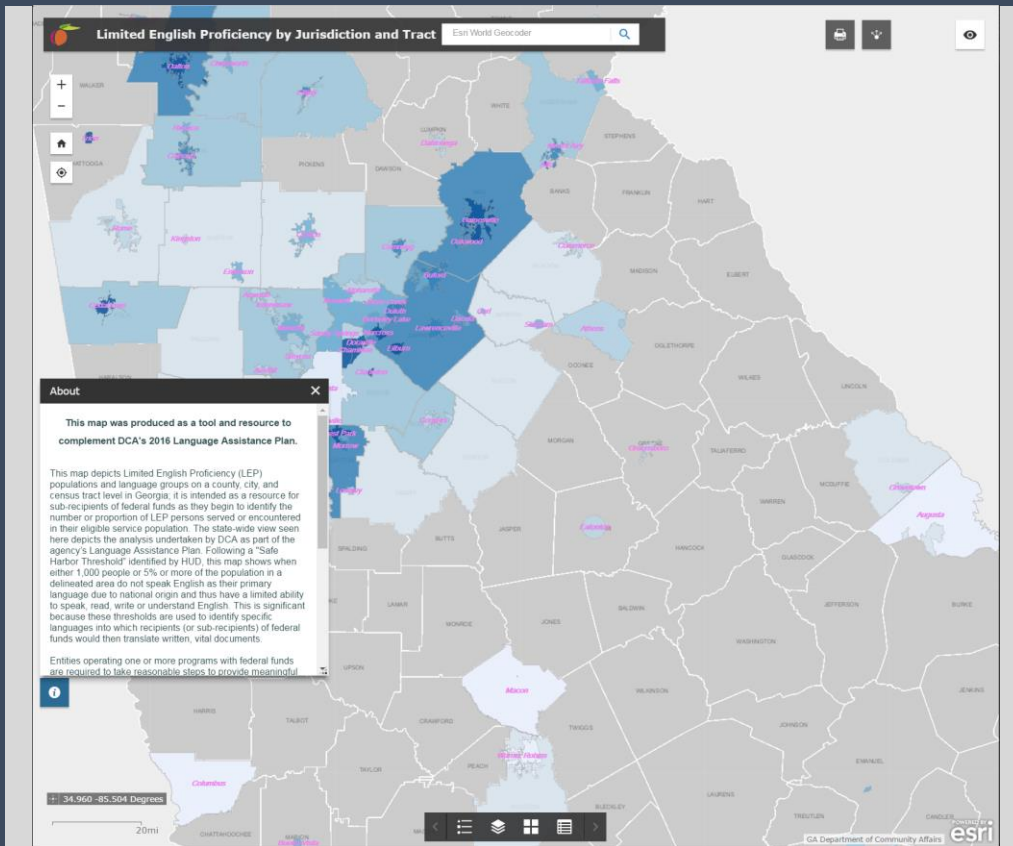 Limited English Proficiency by Jurisdiction and Tract
Esri World Geocoder
+
−
WALKER
WHITE
LUMPKIN
Dahlonega
STEPHENS
PICKENS
DAWSON
BANKS
FRANKLIN
HART
Dalton
Rome
Kingston
Oakwood
Commerce
MADISON
ELBERT
Buford
Duluth
Lawrenceville
Lilburn
Athens
OGLETHORPE
OCONEE
WILKES
LINCOLN
MORGAN
TALIAFERRO
MCDUFFIE
WARREN
Augusta
About
This map was produced as a tool and resource to
complement DCA's 2016 Language Assistance Plan.
This map depicts Limited English Proficiency (LEP)
populations and language groups on a county, city, and
census tract level in Georgia; it is intended as a resource for
sub-recipients of federal funds as they begin to identify the
number or proportion of LEP persons served or encountered
in their eligible service population. The state-wide view seen
here depicts the analysis undertaken by DCA as part of the
agency's Language Assistance Plan. Following a "Safe
Harbor Threshold" identified by HUD, this map shows when
either 1,000 people or 5% or more of the population in a
delineated area do not speak English as their primary
language due to national origin and thus have a limited ability
to speak, read, write or understand English. This is significant
because these thresholds are used to identify specific
languages into which recipients (or sub-recipients) of federal
funds would then translate written, vital documents.
Entities operating one or more programs with federal funds
are required to take reasonable steps to provide meaningful
SPALDING
BUTTS
JASPER
Eatonton
HANCOCK
GLASCOCK
JEFFERSON
BURKE
LAMAR
MONROE
JONES
BALDWIN
WASHINGTON
UPSON
Macon
WILKINSON
JENKINS
HARRIS
TALBOT
CRAWFORD
TWIGGS
JOHNSON
Columbus
TAYLOR
PEACH
Warner Robins
EMANUEL
LAURENS
BLECKLEY
TREUTLEN
CANDLER
CHATTAHOOCHEE
MARION
34.960 -85.504 Degrees
20mi
GA Department of Community Affairs
POWERED BY
esri